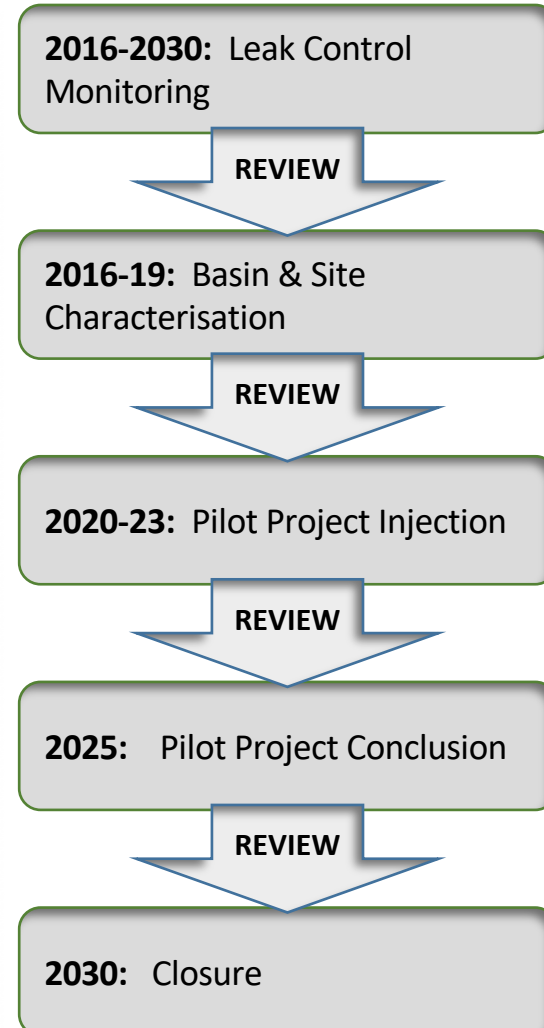 2016-2030: Leak Control
Monitoring
REVIEW
2016-19: Basin & Site
Characterisation
REVIEW
2020-23: Pilot Project Injection
REVIEW
2025: Pilot Project Conclusion
REVIEW
2030: Closure